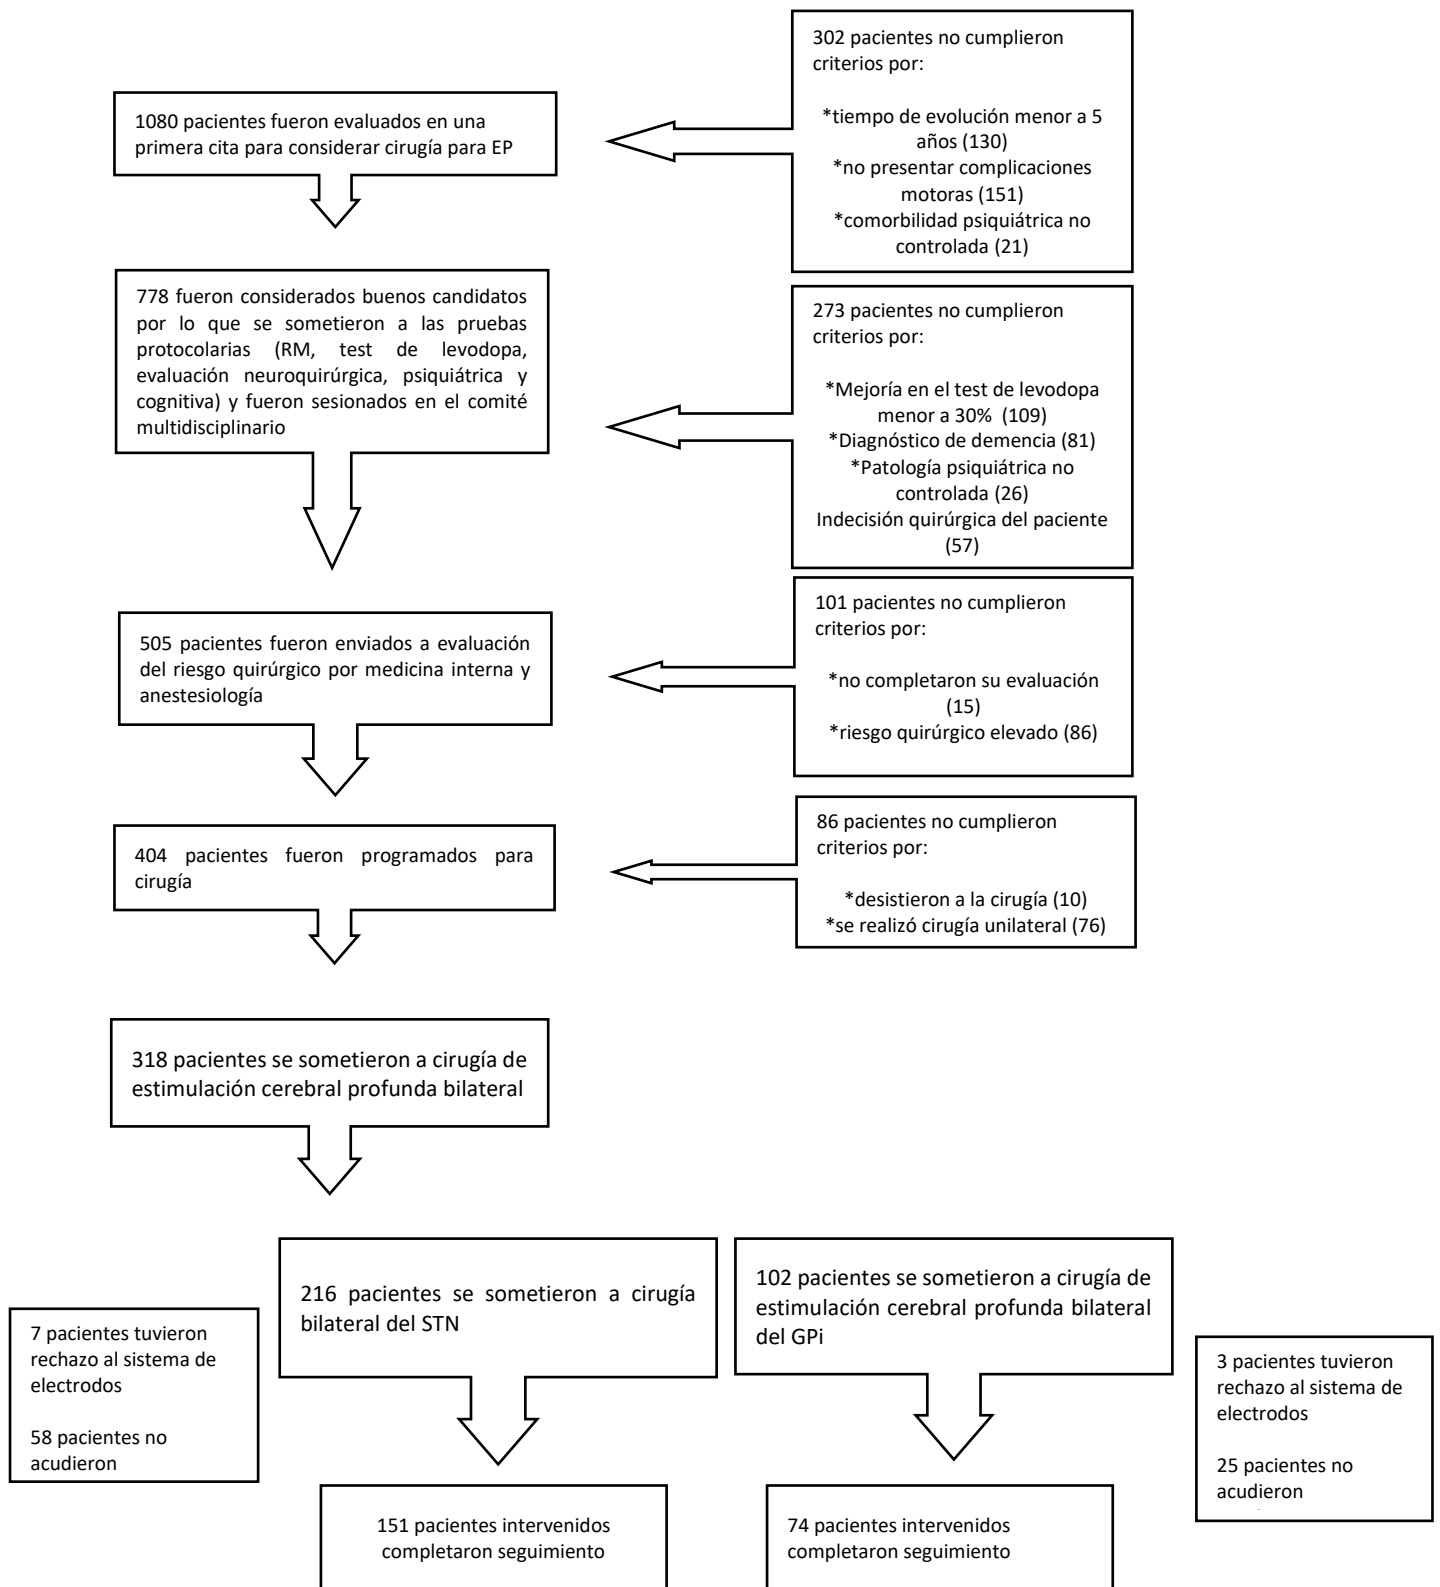 302 pacientes no cumplieron
criterios por:
*tiempo de evolución menor a 5
años (130)
*no presentar complicaciones
motoras (151)
*comorbilidad psiquiátrica no
controlada (21)
1080 pacientes fueron evaluados en una
primera cita para considerar cirugía para EP
778 fueron considerados buenos candidatos
por lo que se sometieron a las pruebas
protocolarias (RM, test de levodopa,
evaluación neuroquirúrgica, psiquiátrica y
cognitiva) y fueron sesionados en el comité
multidisciplinario
273 pacientes no cumplieron
criterios por:
*Mejoría en el test de levodopa
menor a 30% (109)
*Diagnóstico de demencia (81)
*Patología psiquiátrica no
controlada (26)
Indecisión quirúrgica del paciente
(57)
505 pacientes fueron enviados a evaluación
del riesgo quirúrgico por medicina interna y
anestesiología
101 pacientes no cumplieron
criterios por:
*no completaron su evaluación
(15)
*riesgo quirúrgico elevado (86)
404 pacientes fueron programados para
cirugía
86 pacientes no cumplieron
criterios por:
*desistieron a la cirugía (10)
*se realizó cirugía unilateral (76)
318 pacientes se sometieron a cirugía de
estimulación cerebral profunda bilateral
216 pacientes se sometieron a cirugía
bilateral del STN
102 pacientes se sometieron a cirugía de
estimulación cerebral profunda bilateral
del GPi
7 pacientes tuvieron
rechazo al sistema de
electrodos
58 pacientes no
acudieron
3 pacientes tuvieron
rechazo al sistema de
electrodos
25 pacientes no
acudieron
151 pacientes intervenidos
completaron seguimiento
74 pacientes intervenidos
completaron seguimiento